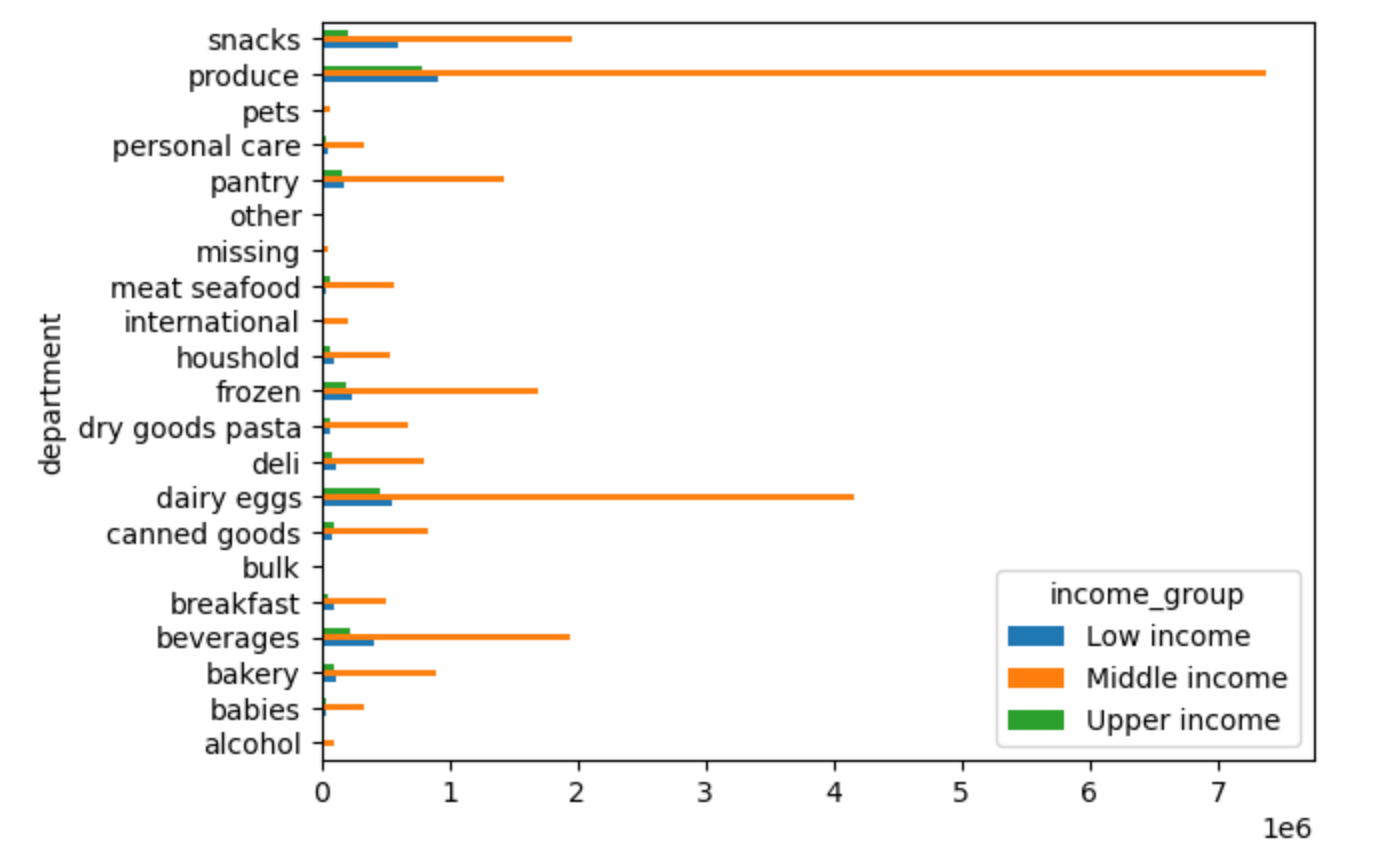 snacks
produce
pets
personal care
pantry
other
missing
meat seafood
international
houshold
frozen
dry goods pasta
deli
dairy eggs
canned goods
bulk
breakfast
beverages
bakery
babies
alcohol
department
income_group
Low income
Middle income
Upper income
0 1 2 3 4 5 6 7
1e6